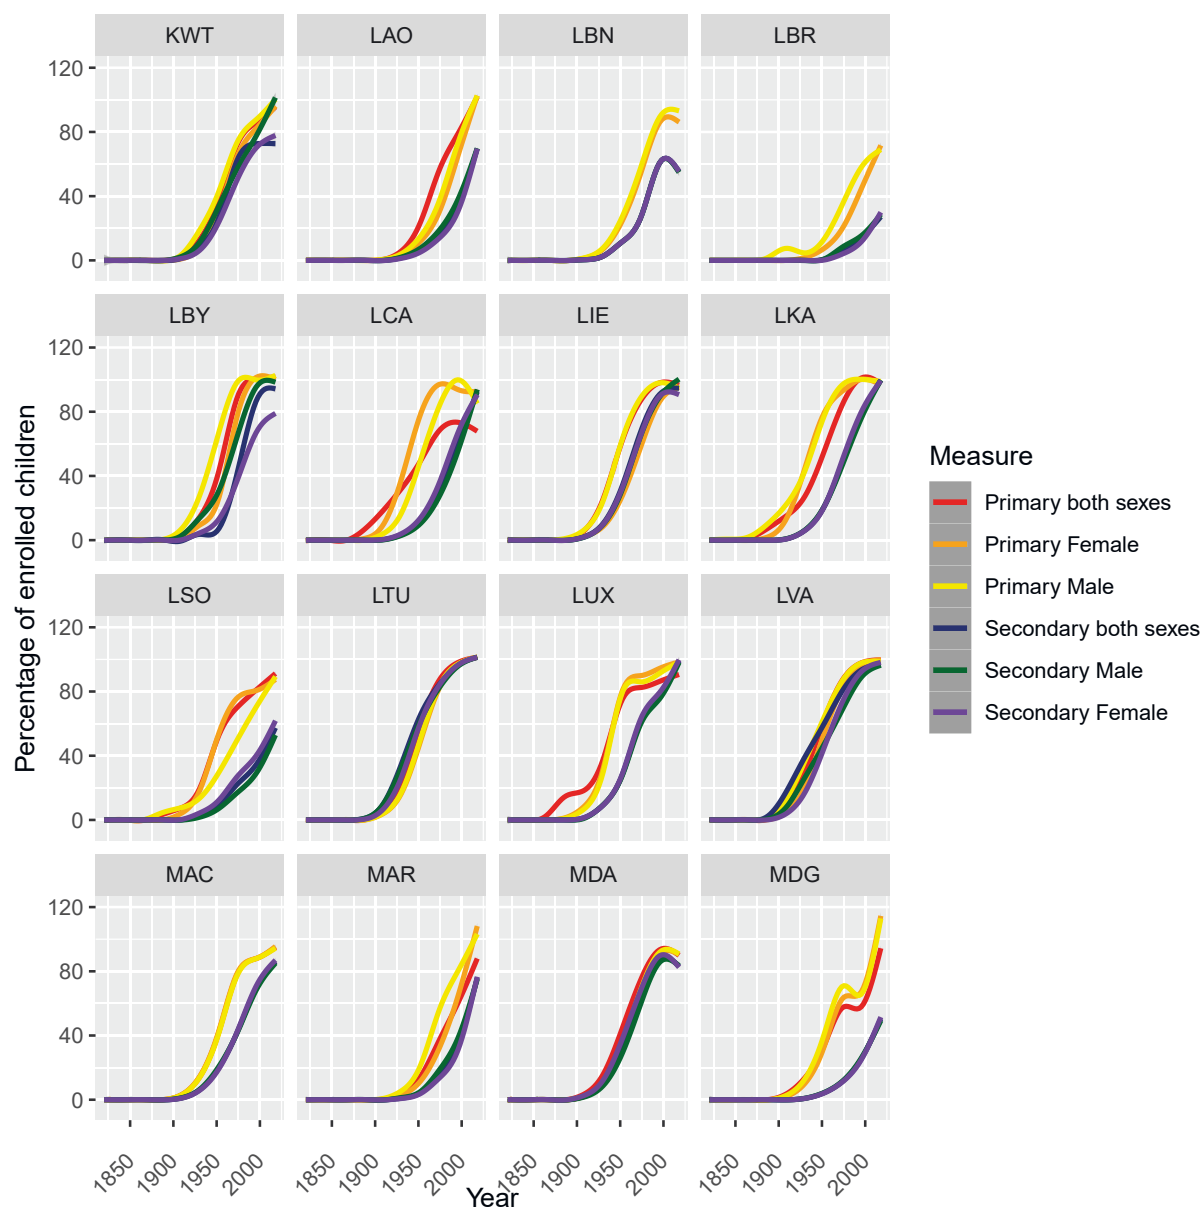 KWT LAO LBN LBR
120
80
40
0
LBY LCA LIE LKA
120
80
40
0
LSO LTU LUX LVA
120
80
40
0
MAC MAR MDA MDG
120
80
40
0
1850 1900 1950 2000 1850 1900 1950 2000 1850 1900 1950 2000 1850 1900 1950 2000
Year
Percentage of enrolled children
Measure
Primary both sexes
Primary Female
Primary Male
Secondary both sexes
Secondary Male
Secondary Female